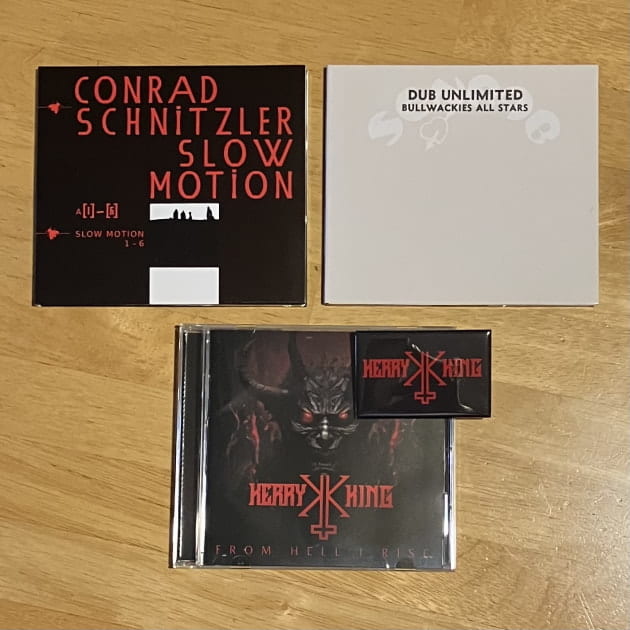 CONRAD
SCHNiTZLER
SLOW
MOTiON
A[1]-[6]
SLOW MOTION
1-6
DUB UNLIMITED
BULLWACKIES ALL STARS
KERRY KING
KERRY KING
FROM HELL I RISE